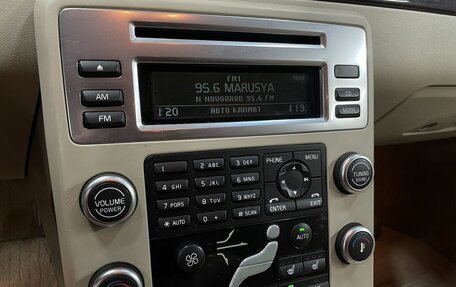 FM1
MENU
95.6 MARUSYA
N NOVGOROD 95.6 FM
20 АВТО КЛИМАТ 19
AM
FM
CD
MODE
1 2 ABC 3 DEF
4 GHI 5 JKL 6 MNO
7 PQRS 8 TUV 9 WXYZ
* AUTO 0 + # SCAN
PHONE MENU
ENTER EXIT
VOLUME
POWER
TUNING
SOUND
AUTO